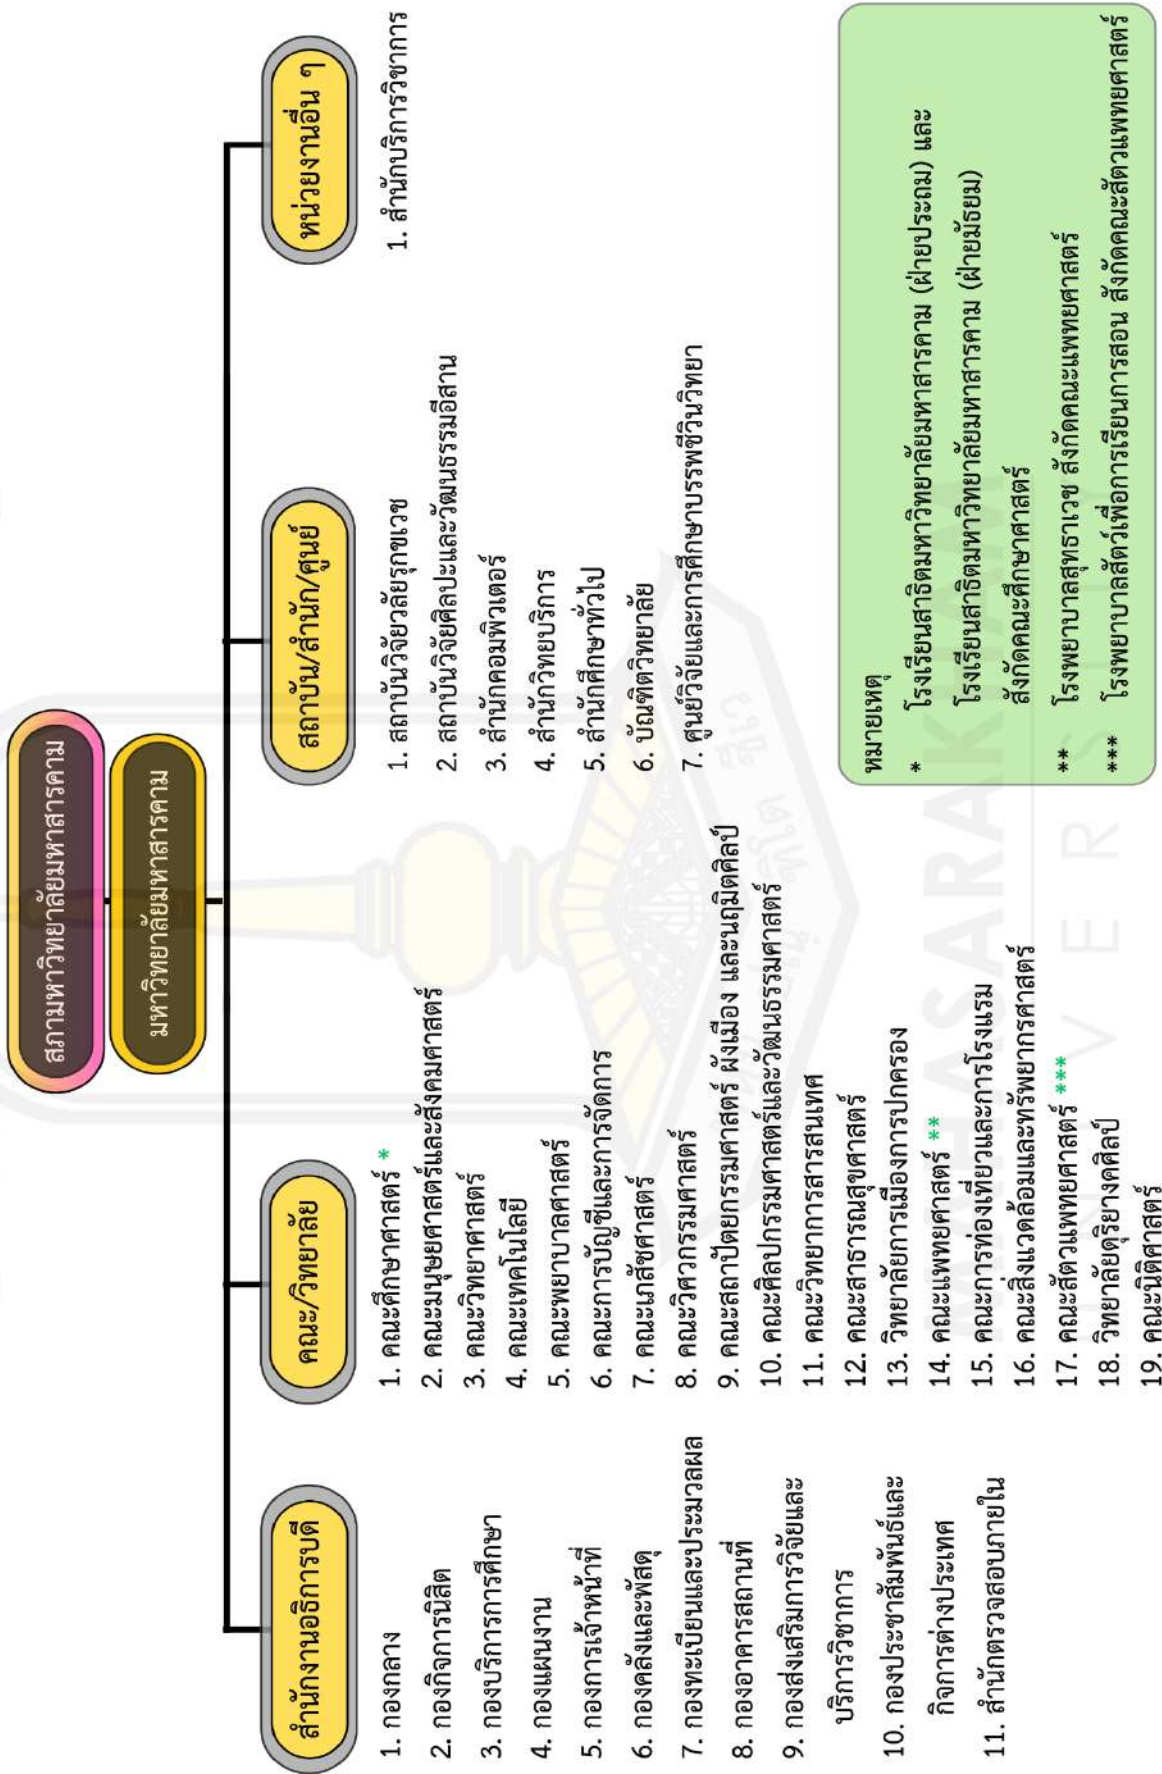 สภามหาวิทยาลัยมหาสารคาม
มหาวิทยาลัยมหาสารคาม
สำนักงานอธิการบดี
1. กองกลาง
2. กองกิจการนิสิต
3. กองบริการการศึกษา
4. กองแผนงาน
5. กองการเจ้าหน้าที่
6. กองคลังและพัสดุ
7. กองทะเบียนและประมวลผล
8. กองอาคารสถานที่
9. กองส่งเสริมการวิจัยและ
บริการวิชาการ
10. กองประชาสัมพันธ์และ
กิจการต่างประเทศ
11. สำนักตรวจสอบภายใน
คณะ/วิทยาลัย
1. คณะศึกษาศาสตร์ *
2. คณะมนุษยศาสตร์และสังคมศาสตร์
3. คณะวิทยาศาสตร์
4. คณะเทคโนโลยี
5. คณะพยาบาลศาสตร์
6. คณะการบัญชีและการจัดการ
7. คณะเภสัชศาสตร์
8. คณะวิศวกรรมศาสตร์
9. คณะสถาปัตยกรรมศาสตร์ ผังเมือง และนฤมิตศิลป์
10. คณะศิลปกรรมศาสตร์และวัฒนธรรมศาสตร์
11. คณะวิทยาการสารสนเทศ
12. คณะสาธารณสุขศาสตร์
13. วิทยาลัยการเมืองการปกครอง
14. คณะแพทยศาสตร์ **
15. คณะการท่องเที่ยวและการโรงแรม
16. คณะสิ่งแวดล้อมและทรัพยากรศาสตร์
17. คณะสัตวแพทยศาสตร์ ***
18. วิทยาลัยดุริยางคศิลป์
19. คณะนิติศาสตร์
สถาบัน/สำนัก/ศูนย์
1. สถาบันวิจัยวลัยรุกขเวช
2. สถาบันวิจัยศิลปะและวัฒนธรรมอีสาน
3. สำนักคอมพิวเตอร์
4. สำนักวิทยบริการ
5. สำนักศึกษาทั่วไป
6. บัณฑิตวิทยาลัย
7. ศูนย์วิจัยและการศึกษาบรรพชีวินวิทยา
หน่วยงานอื่น ๆ
1. สำนักบริการวิชาการ
หมายเหตุ
* โรงเรียนสาธิตมหาวิทยาลัยมหาสารคาม (ฝ่ายประถม) และ
โรงเรียนสาธิตมหาวิทยาลัยมหาสารคาม (ฝ่ายมัธยม)
สังกัดคณะศึกษาศาสตร์
** โรงพยาบาลสุทธาเวช สังกัดคณะแพทยศาสตร์
*** โรงพยาบาลสัตว์เพื่อการเรียนการสอน สังกัดคณะสัตวแพทยศาสตร์
MAHASARAKHAM
UNIVERSITY